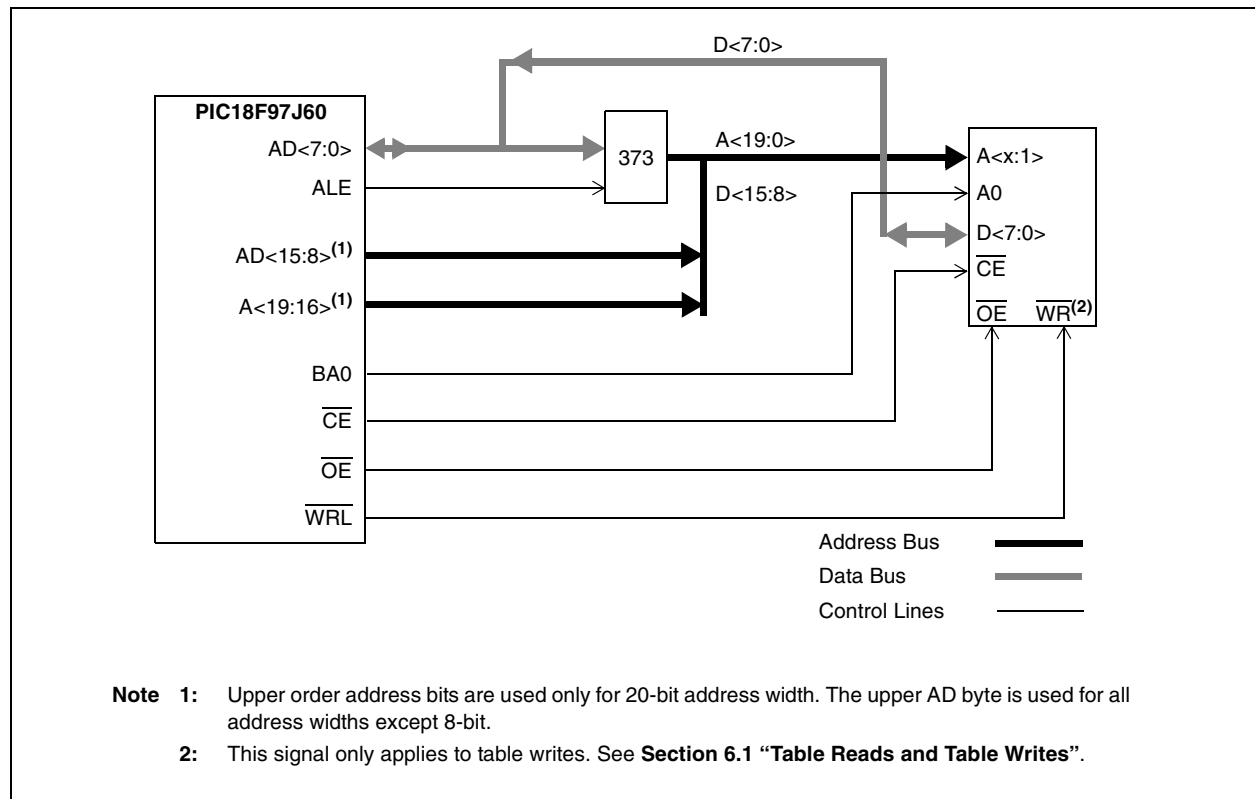 D<7:0>
PIC18F97J60
AD<7:0>
373
A<19:0>
A<x:1>
ALE
D<15:8>
A0
D<7:0>
AD<15:8>(1)
CE
A<19:16>(1)
OE WR(2)
BA0
CE
OE
WRL
Address Bus
Data Bus
Control Lines
Note 1: Upper order address bits are used only for 20-bit address width. The upper AD byte is used for all
address widths except 8-bit.
2: This signal only applies to table writes. See Section 6.1 “Table Reads and Table Writes”.